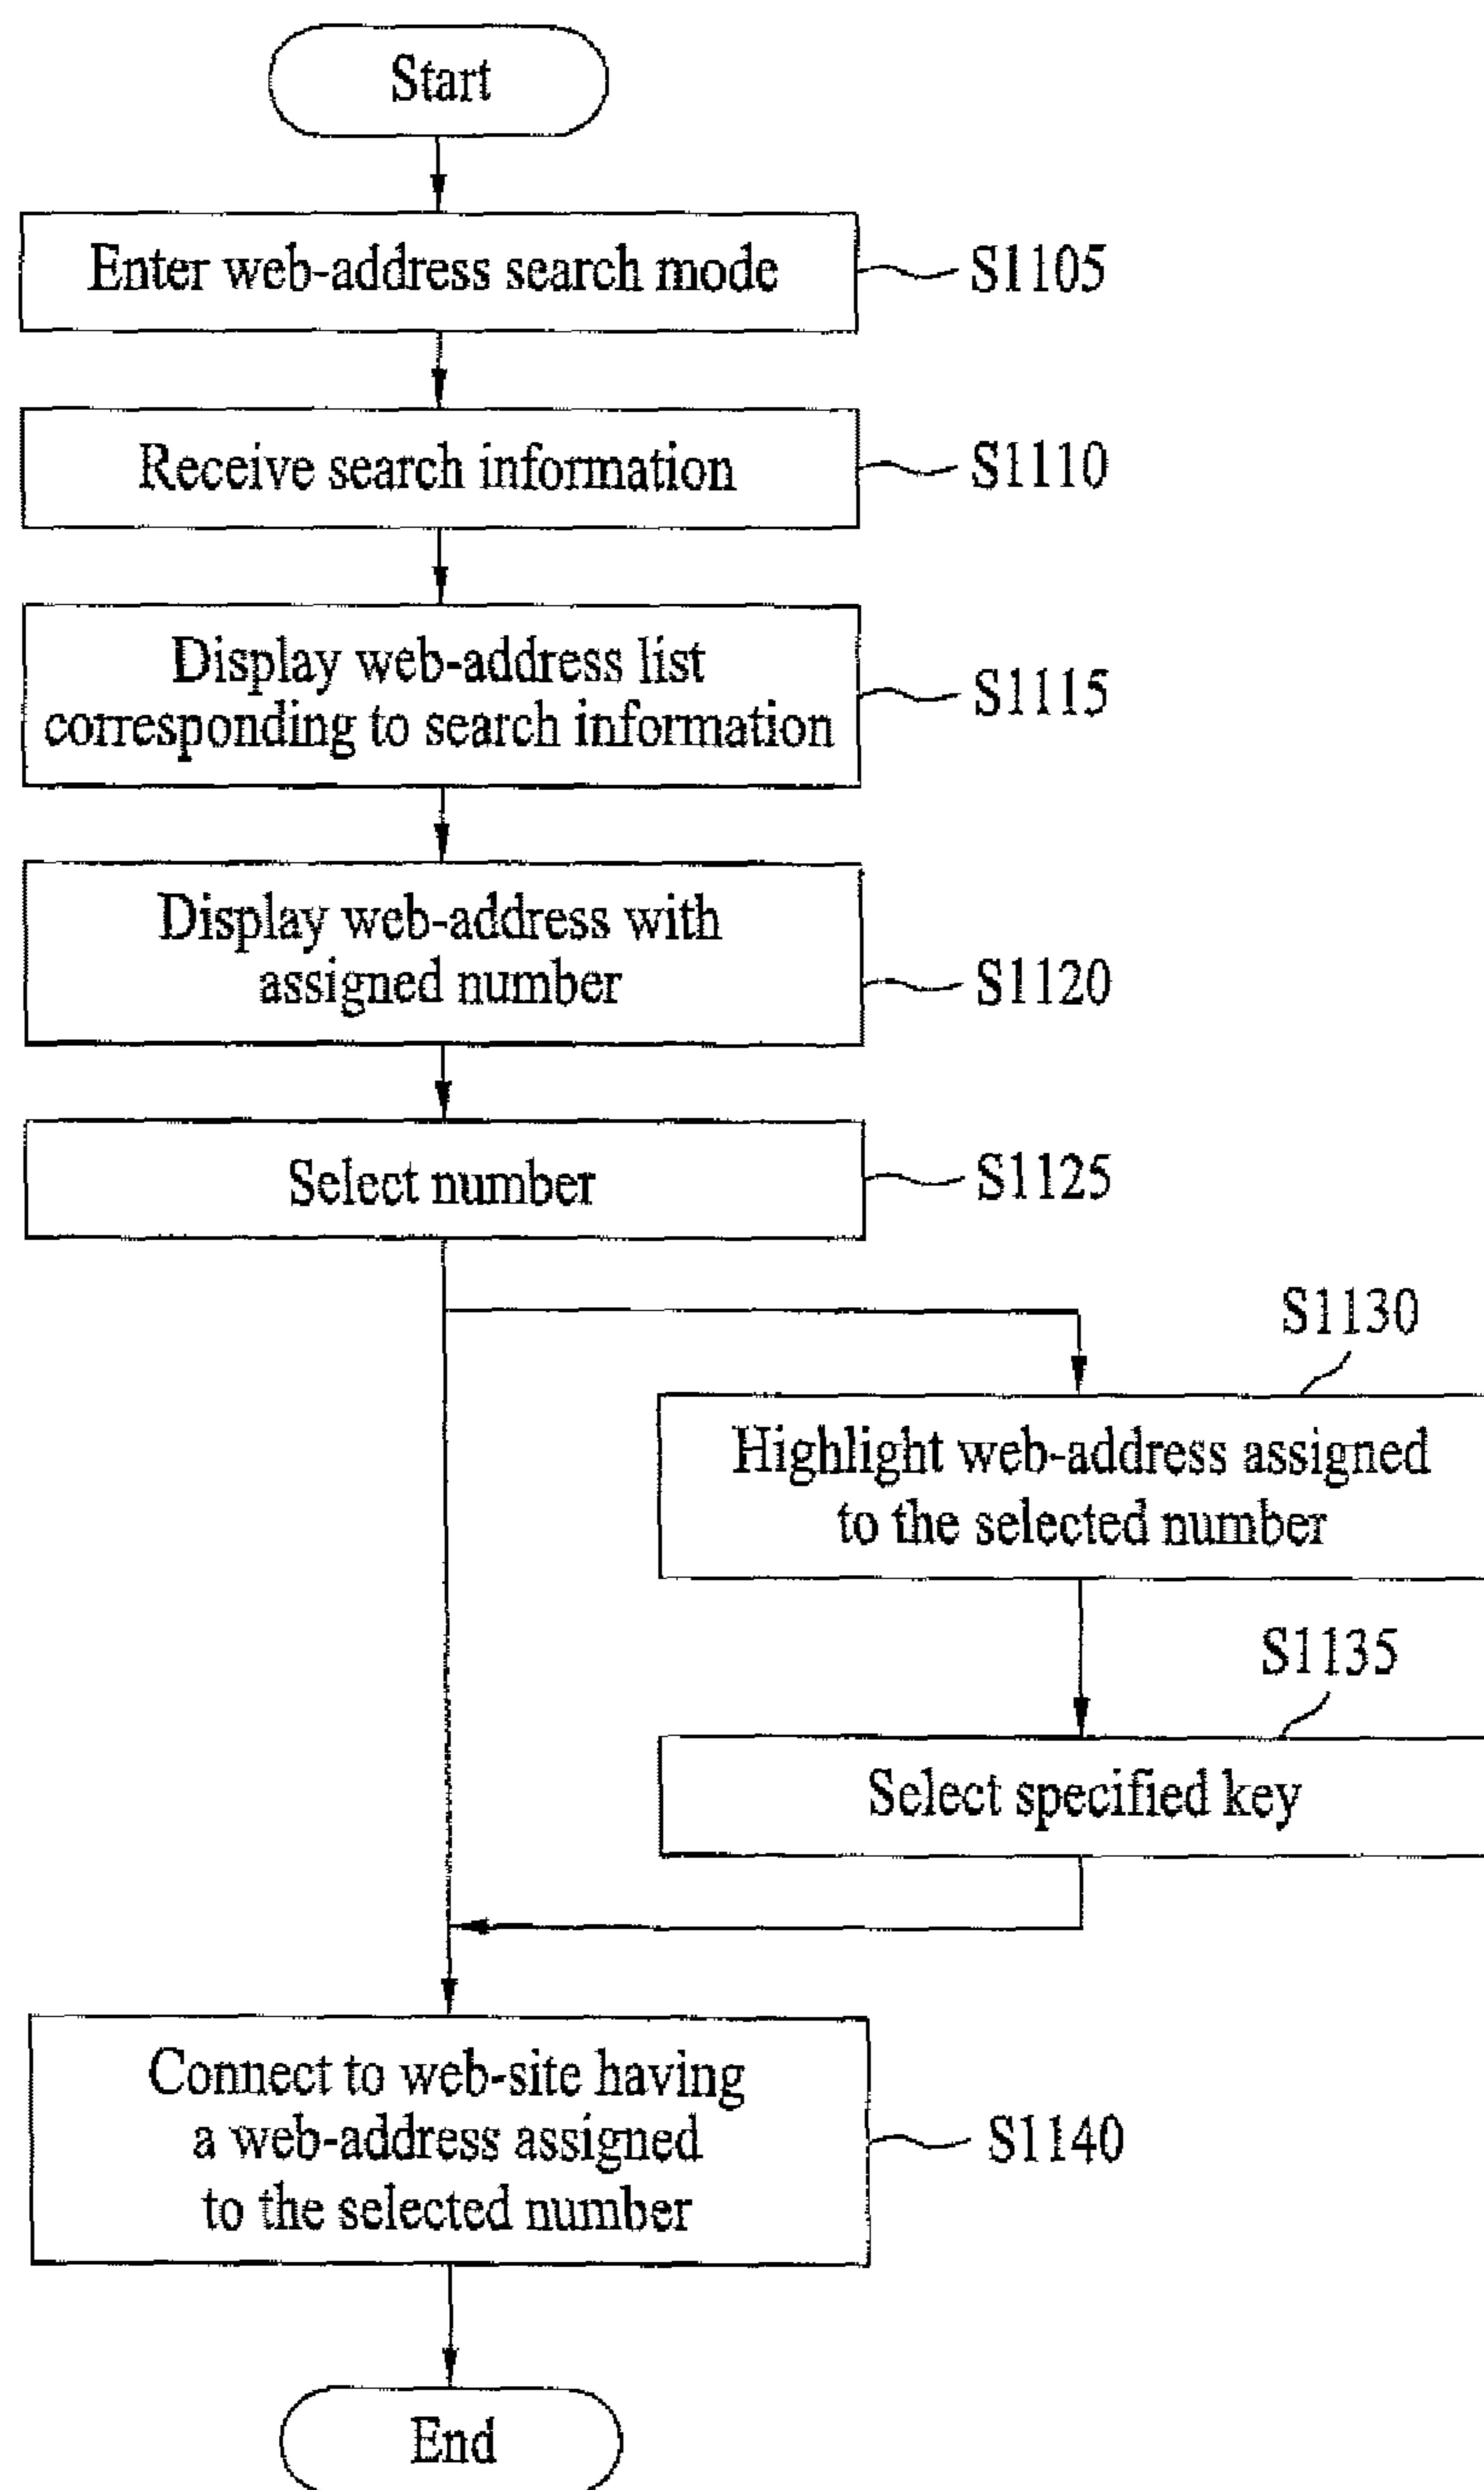 Start
Enter web-address search mode
S1105
Receive search information
S1110
Display web-address list
corresponding to search information
S1115
Display web-address with
assigned number
S1120
Select number
S1125
S1130
Highlight web-address assigned
to the selected number
S1135
Select specified key
Connect to web-site having
a web-address assigned
to the selected number
S1140
End